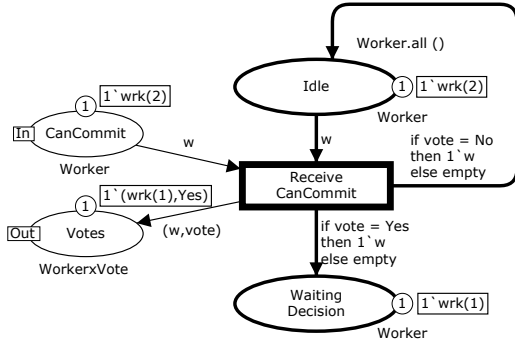 Worker.all ()
Idle
1
1`wrk(2)
Worker
1
1`wrk(2)
In
CanCommit
Worker
w
w
if vote = No
then 1`w
else empty
Receive
CanCommit
1
1`(wrk(1),Yes)
Out
Votes
WorkerxVote
(w,vote)
if vote = Yes
then 1`w
else empty
Waiting
Decision
1
1`wrk(1)
Worker